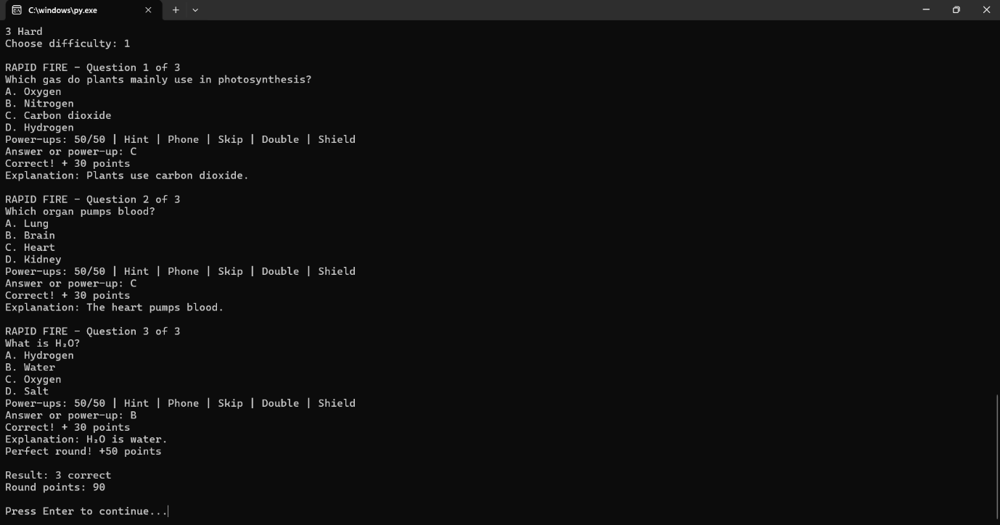 C:\windows\py.exe
3 Hard
Choose difficulty: 1
RAPID FIRE - Question 1 of 3
Which gas do plants mainly use in photosynthesis?
A. Oxygen
B. Nitrogen
C. Carbon dioxide
D. Hydrogen
Power-ups: 50/50 | Hint | Phone | Skip | Double | Shield
Answer or power-up: C
Correct! + 30 points
Explanation: Plants use carbon dioxide.
RAPID FIRE - Question 2 of 3
Which organ pumps blood?
A. Lung
B. Brain
C. Heart
D. Kidney
Power-ups: 50/50 | Hint | Phone | Skip | Double | Shield
Answer or power-up: C
Correct! + 30 points
Explanation: The heart pumps blood.
RAPID FIRE - Question 3 of 3
What is H₂O?
A. Hydrogen
B. Water
C. Oxygen
D. Salt
Power-ups: 50/50 | Hint | Phone | Skip | Double | Shield
Answer or power-up: B
Correct! + 30 points
Explanation: H₂O is water.
Perfect round! +50 points
Result: 3 correct
Round points: 90
Press Enter to continue...